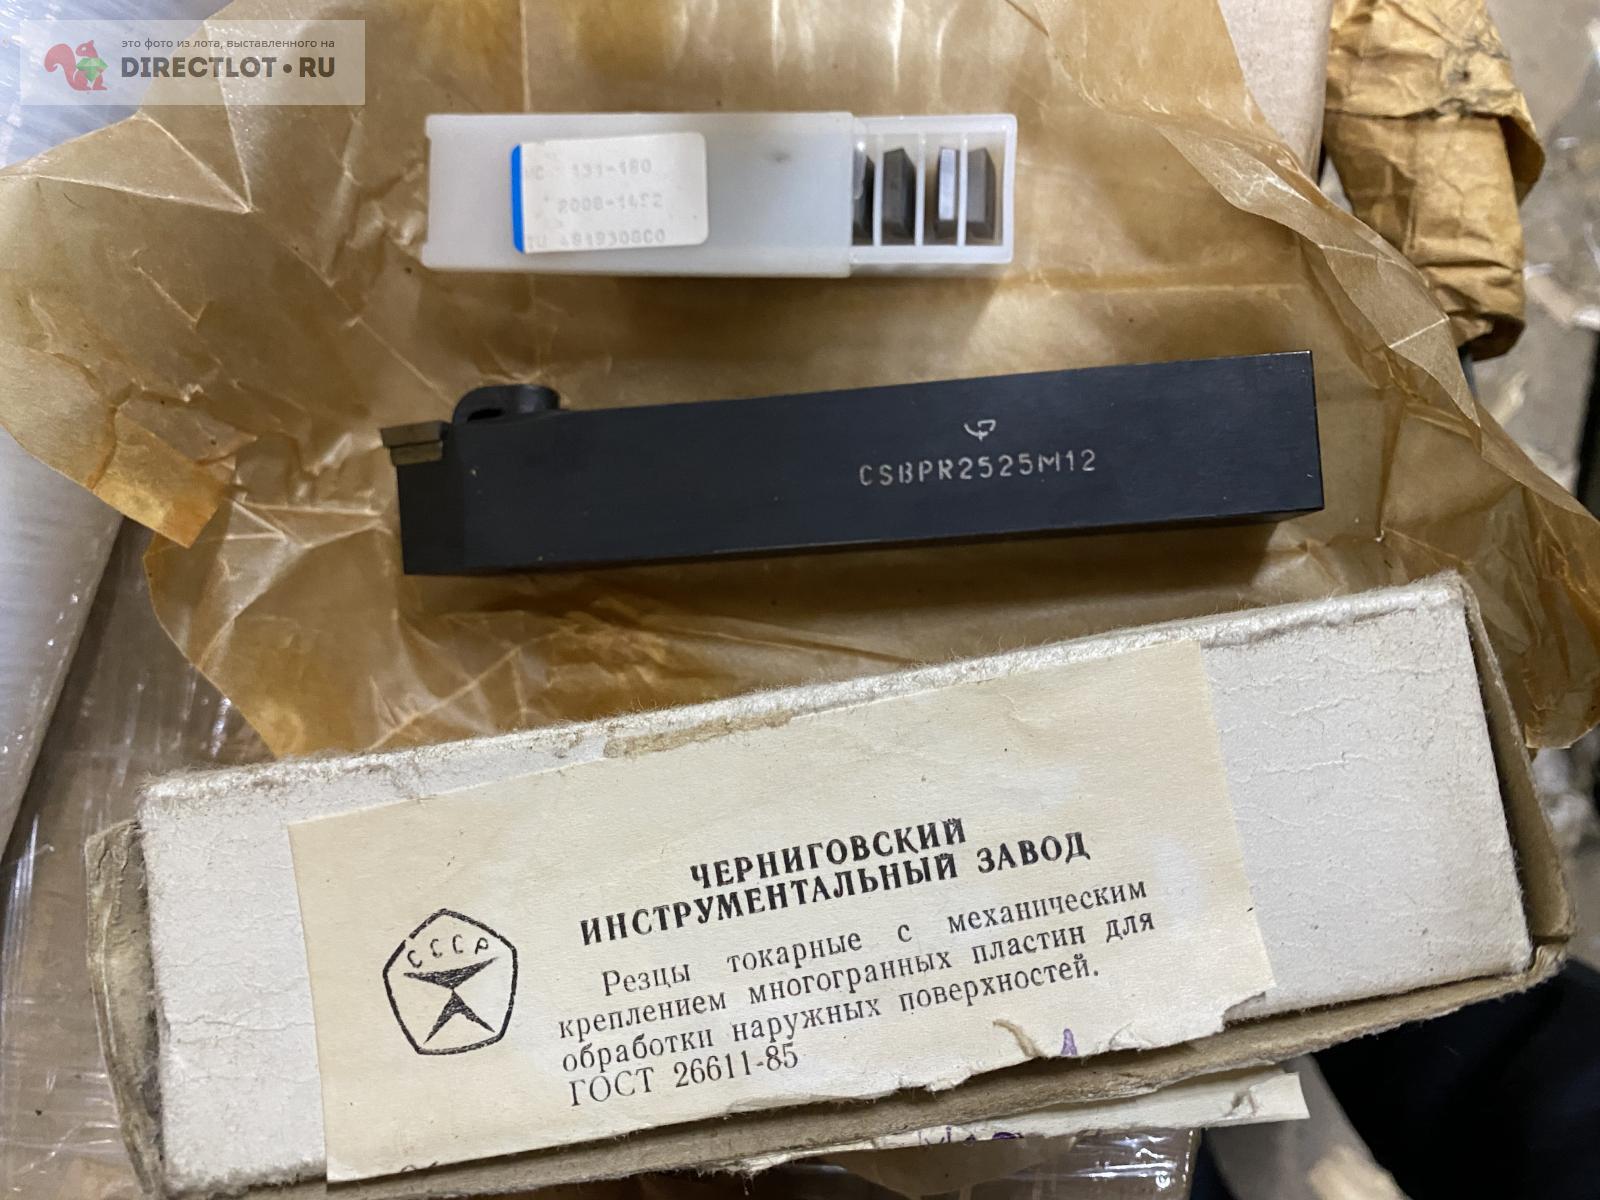 это фото из лота, выставленного на
DIRECTLOT•RU
131-180
2008-1452
CSBPR2525M12
ЧЕРНИГОВСКИЙ
ИНСТРУМЕНТАЛЬНЫЙ ЗАВОД
СССР
Резцы токарные с механическим
креплением многогранных пластин для
обработки наружных поверхностей.
ГОСТ 26611-85